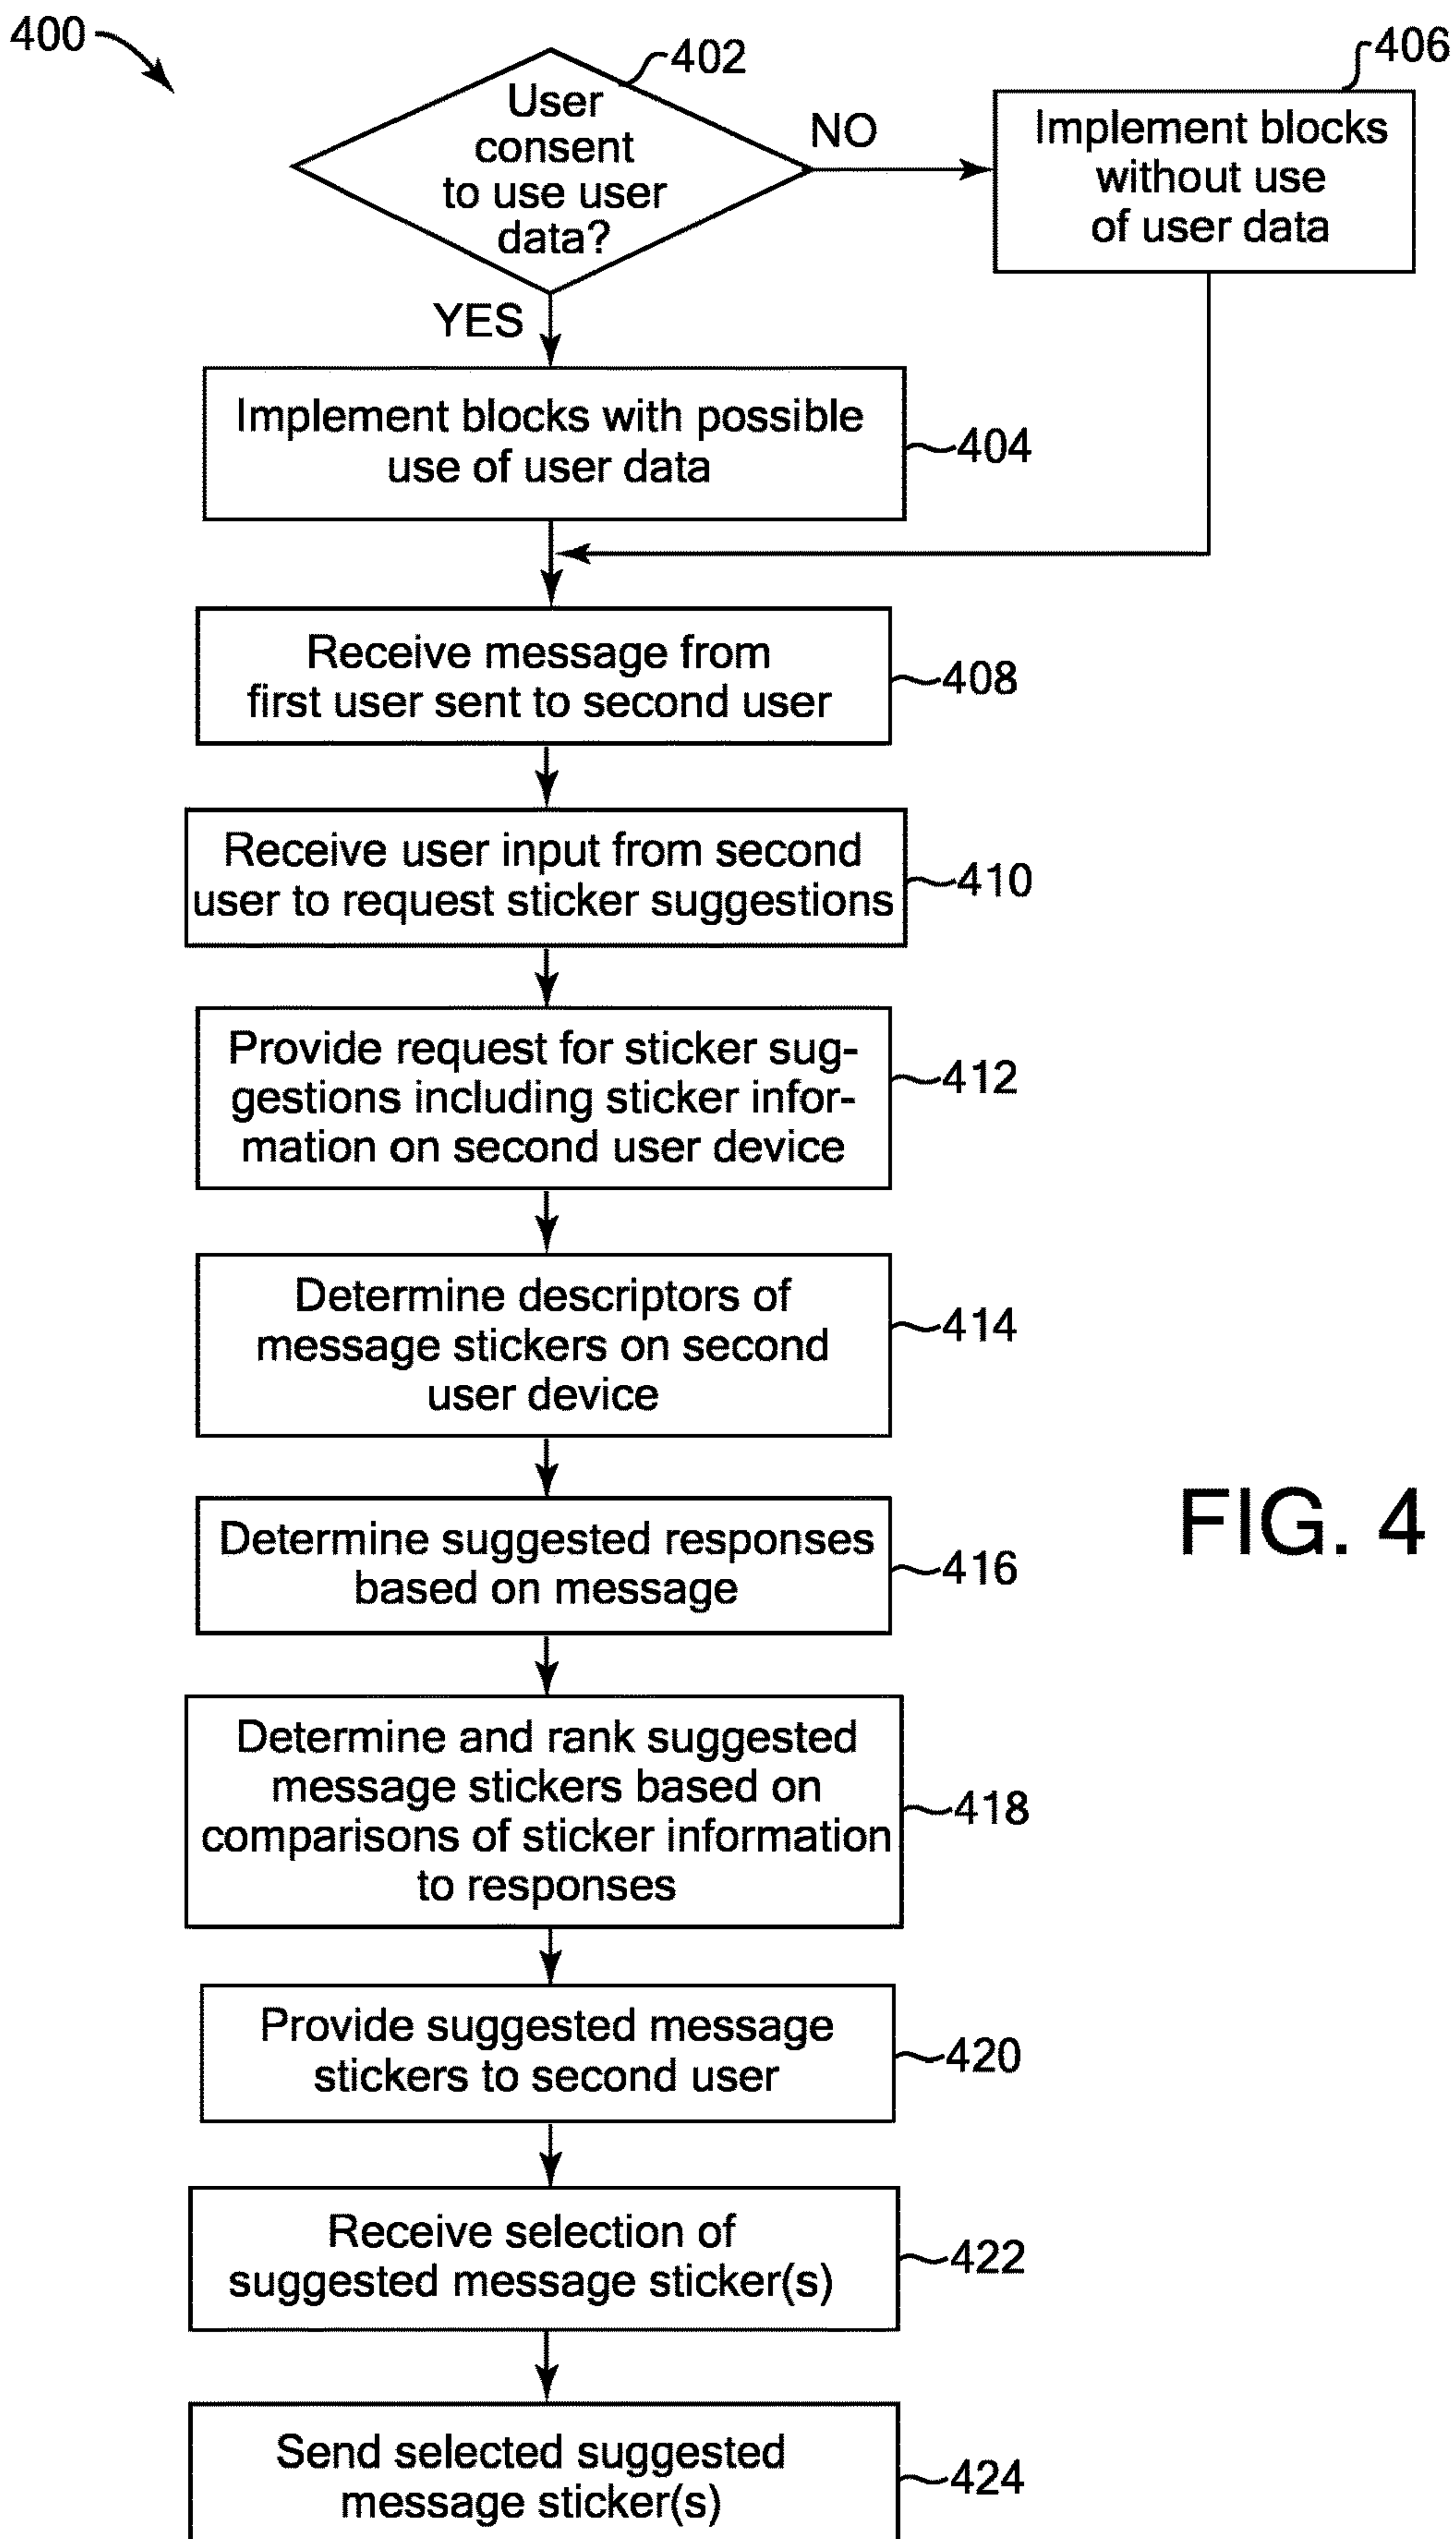 400
402
User
consent
to use user
data?
NO
406
Implement blocks
without use
of user data
YES
Implement blocks with possible
use of user data
404
Receive message from
first user sent to second user
408
Receive user input from second
user to request sticker suggestions
410
Provide request for sticker sug-
gestions including sticker infor-
mation on second user device
412
Determine descriptors of
message stickers on second
user device
414
Determine suggested responses
based on message
416
FIG. 4
Determine and rank suggested
message stickers based on
comparisons of sticker information
to responses
418
Provide suggested message
stickers to second user
420
Receive selection of
suggested message sticker(s)
422
Send selected suggested
message sticker(s)
424